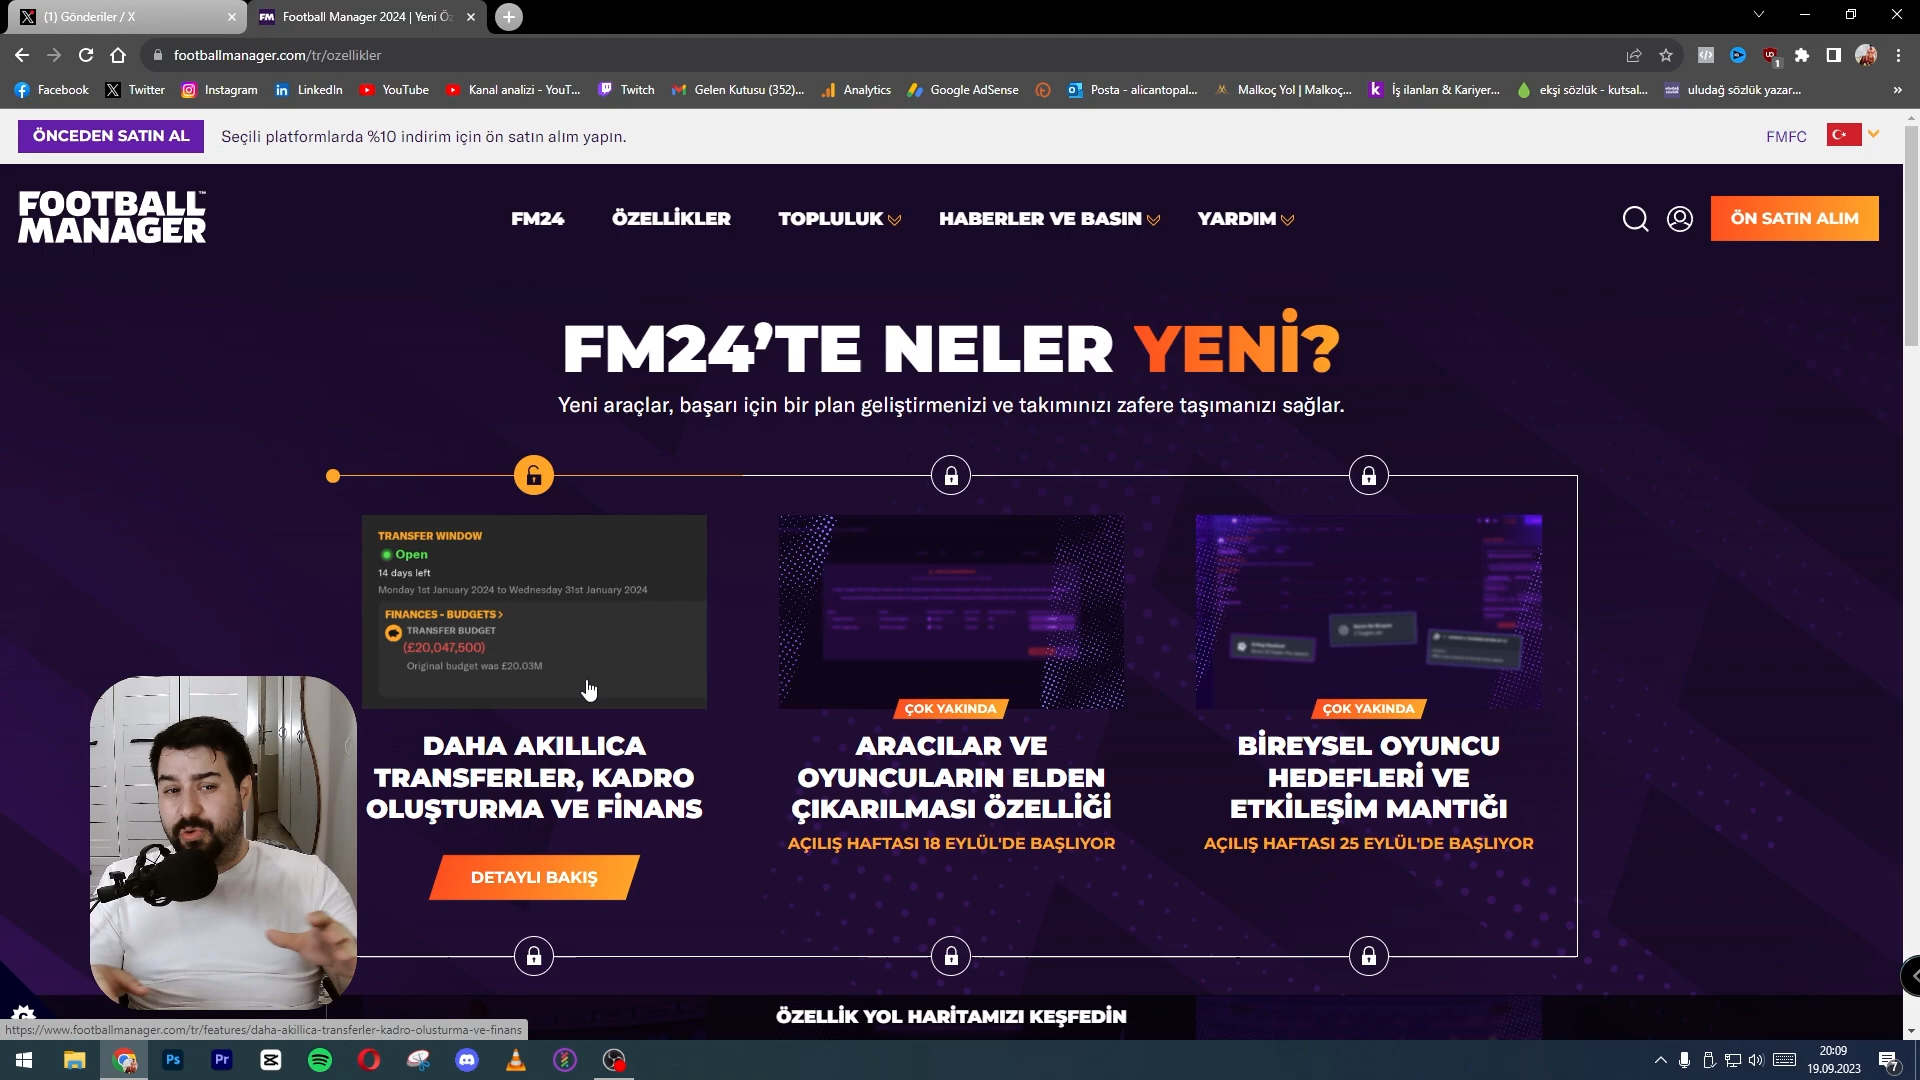 (1) Gönderiler / X
Football Manager 2024 | Yeni Öz
footballmanager.com/tr/ozellikler
Facebook
Twitter
Instagram
LinkedIn
YouTube
Kanal analizi - YouT...
Twitch
Gelen Kutusu (352)...
Analytics
Google AdSense
Posta - alicantopal...
Malkoç Yol | Malkoç...
İş ilanları & Kariyer...
ekşi sözlük - kutsal...
uludağ sözlük yazar...
ÖNCEDEN SATIN AL
Seçili platformlarda %10 indirim için ön satın alım yapın.
FMFC
FOOTBALL™
MANAGER
FM24
ÖZELLİKLER
TOPLULUK
HABERLER VE BASIN
YARDIM
ÖN SATIN ALIM
FM24'TE NELER YENİ?
Yeni araçlar, başarı için bir plan geliştirmenizi ve takımınızı zafere taşımanızı sağlar.
TRANSFER WINDOW
Open
14 days left
Monday 1st January 2024 to Wednesday 31st January 2024
FINANCES - BUDGETS >
TRANSFER BUDGET
(£20,047,500)
Original budget was £20.03M
DAHA AKILLICA
TRANSFERLER, KADRO
OLUŞTURMA VE FİNANS
DETAYLI BAKIŞ
ÇOK YAKINDA
ARACILAR VE
OYUNCULARIN ELDEN
ÇIKARILMASI ÖZELLİĞİ
AÇILIŞ HAFTASI 18 EYLÜL'DE BAŞLIYOR
ÇOK YAKINDA
BİREYSEL OYUNCU
HEDEFLERİ VE
ETKİLEŞİM MANTIĞI
AÇILIŞ HAFTASI 25 EYLÜL'DE BAŞLIYOR
ÖZELLİK YOL HARİTAMIZI KEŞFEDİN
https://www.footballmanager.com/tr/features/daha-akillica-transferler-kadro-olusturma-ve-finans
Ps
Pr
20:09
19.09.2023
7